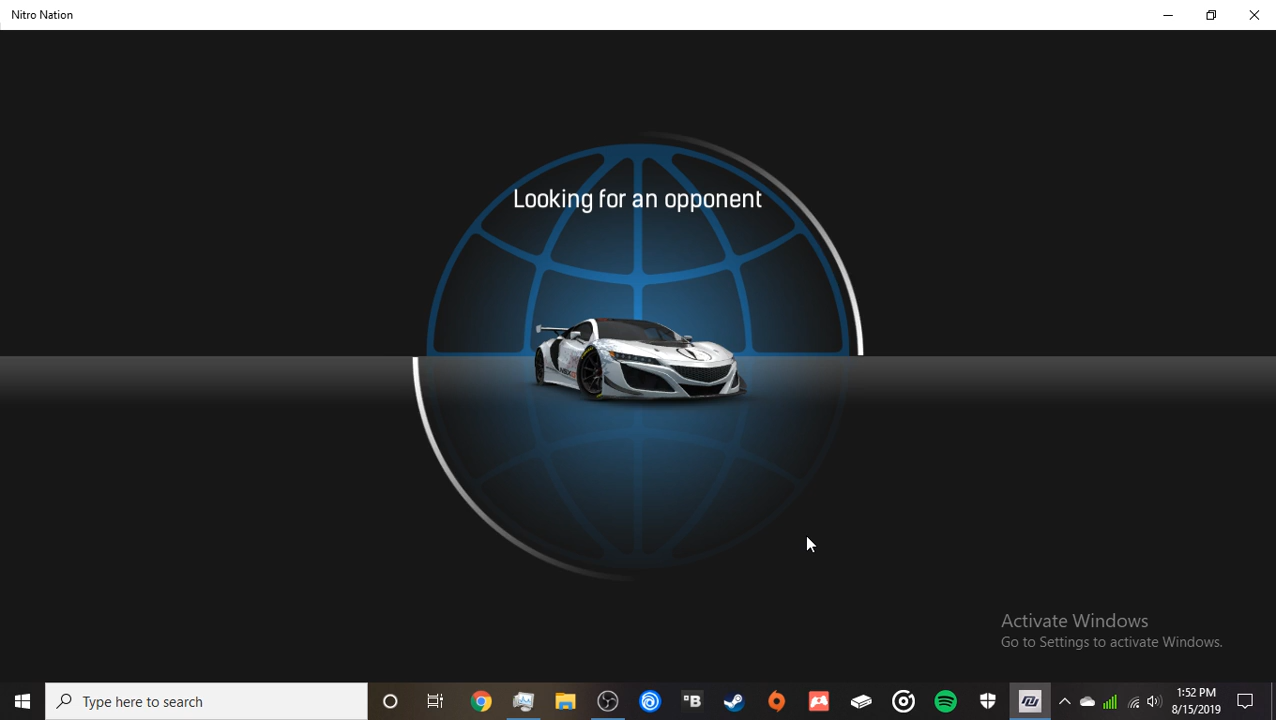 Nitro Nation
Looking for an opponent
Activate Windows
Go to Settings to activate Windows.
Type here to search
B
1:52 PM
8/15/2019